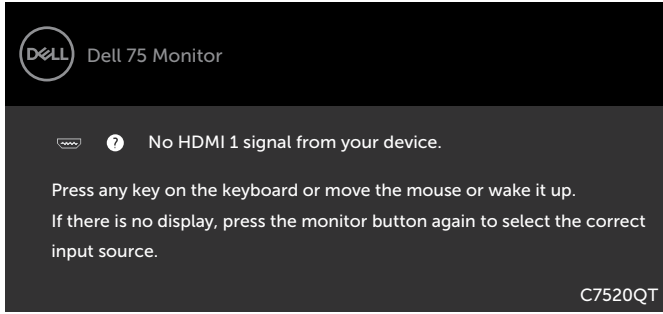 DELL Dell 75 Monitor
? No HDMI 1 signal from your device.
Press any key on the keyboard or move the mouse or wake it up.
If there is no display, press the monitor button again to select the correct
input source.
C7520QT